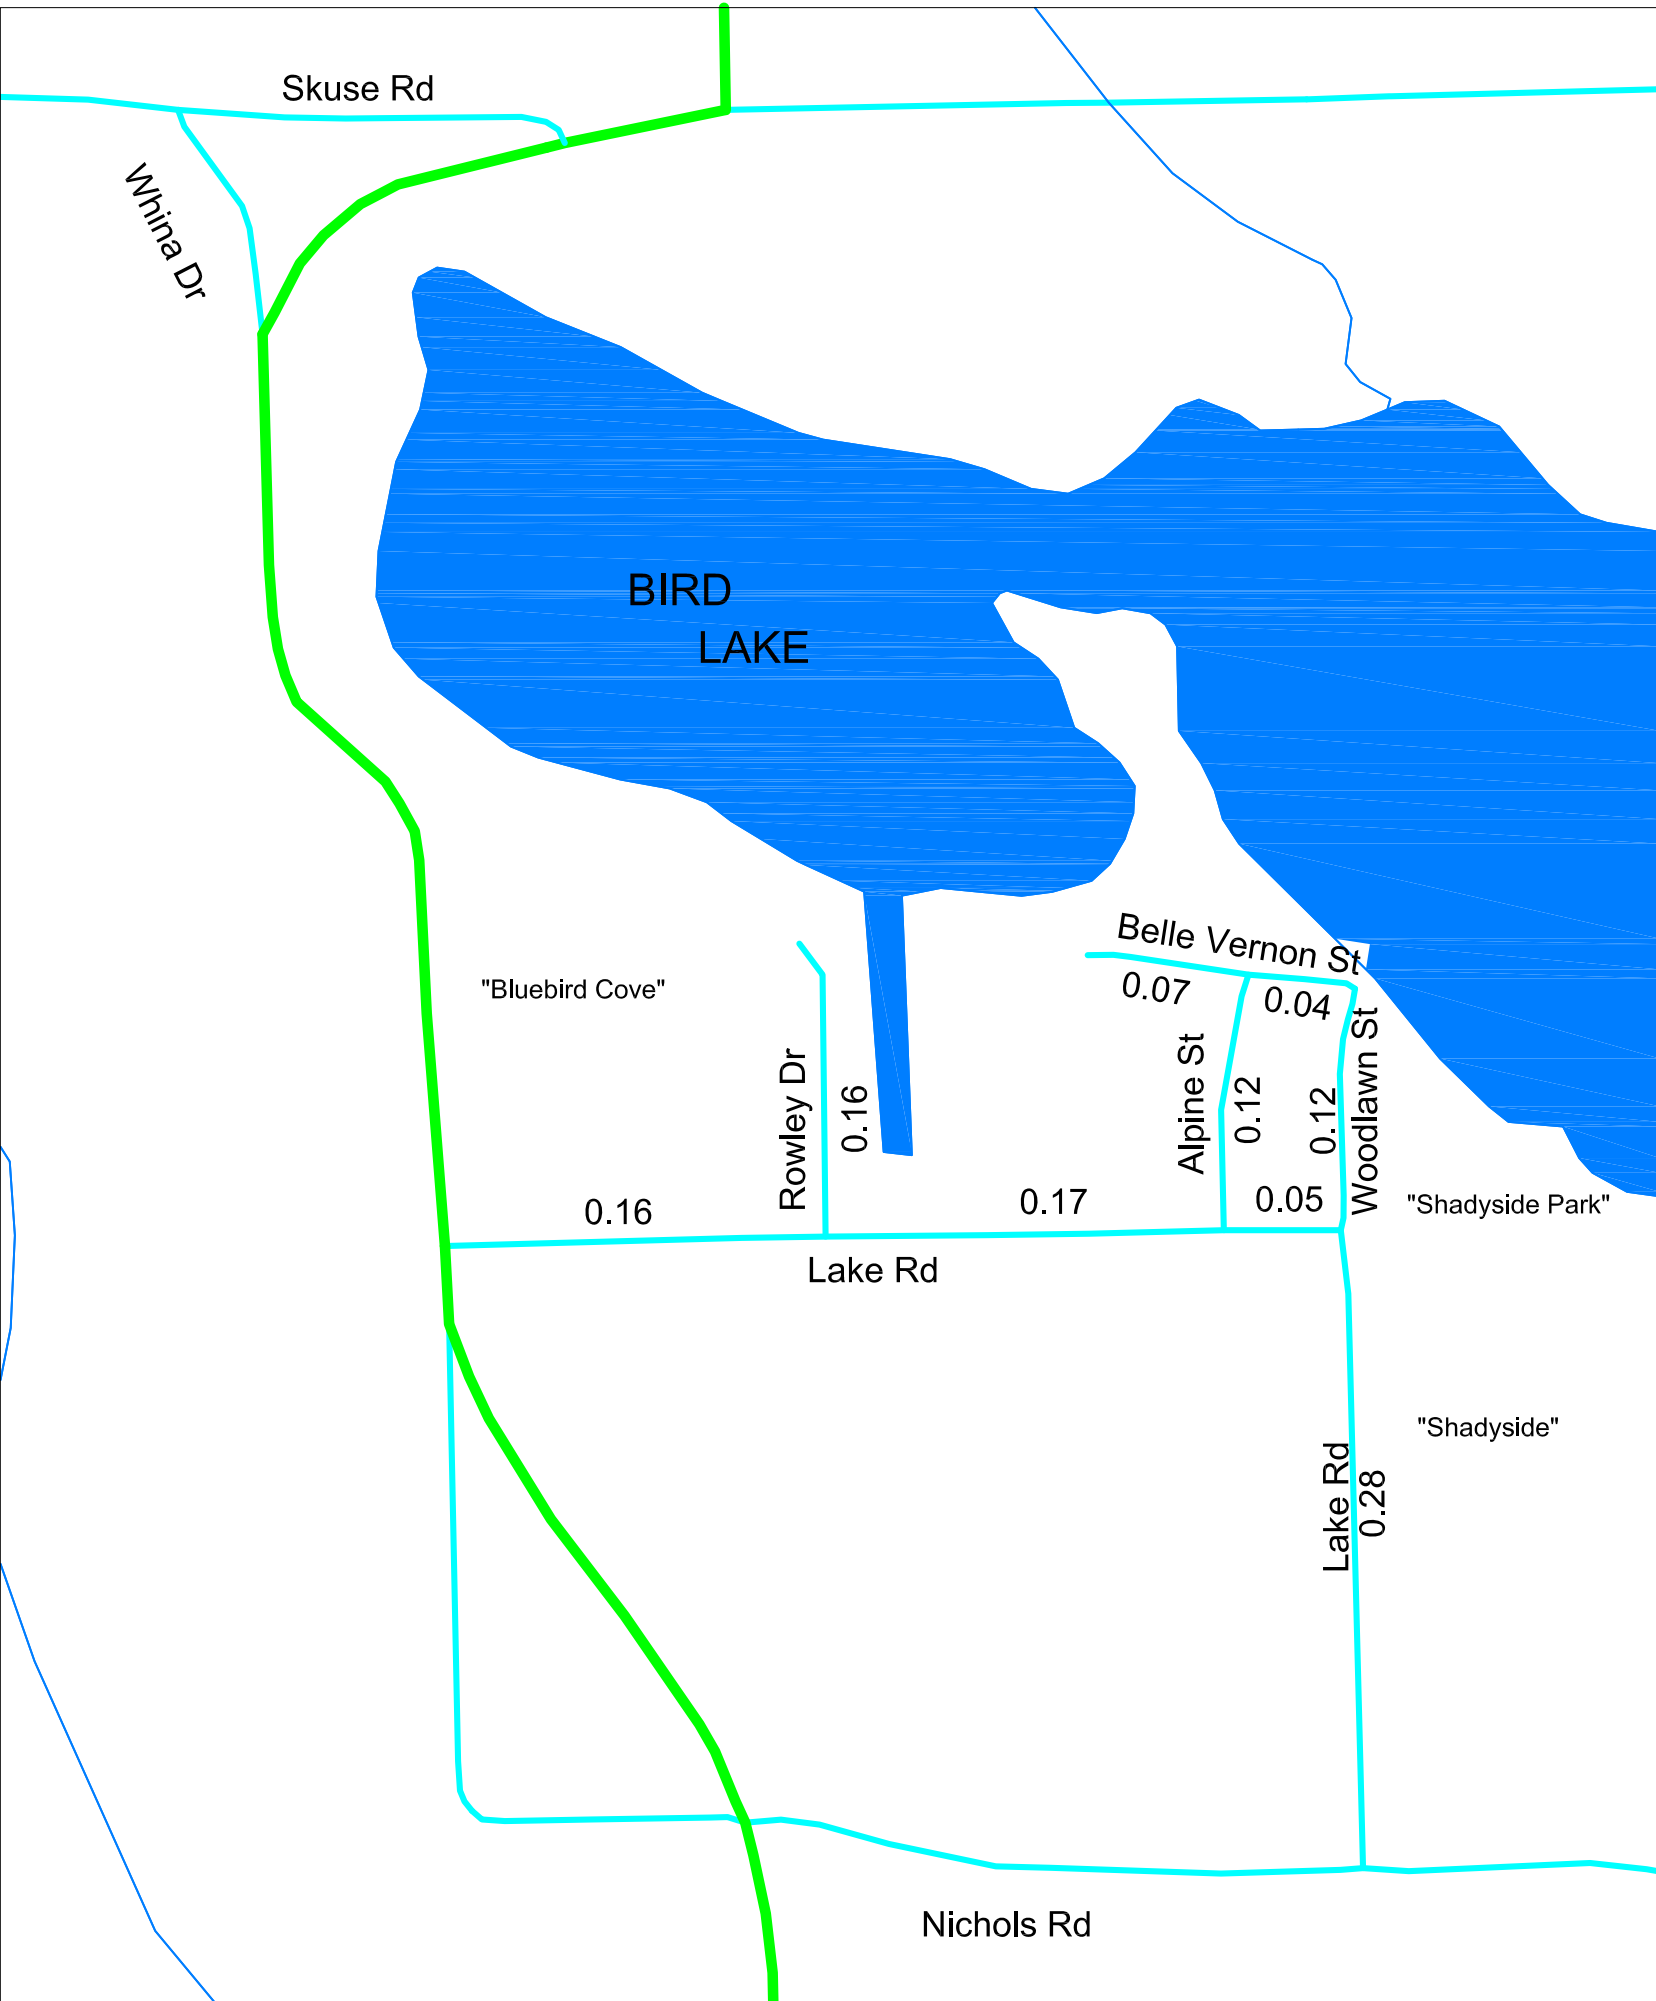 Skuse Rd
Whina Dr
BIRD
LAKE
Belle Vernon St
"Bluebird Cove"
0.07
0.04
Rowley Dr
0.16
Alpine St
0.12
0.12
Woodlawn St
0.16
0.17
0.05
"Shadyside Park"
Lake Rd
"Shadyside"
Lake Rd
0.28
Nichols Rd